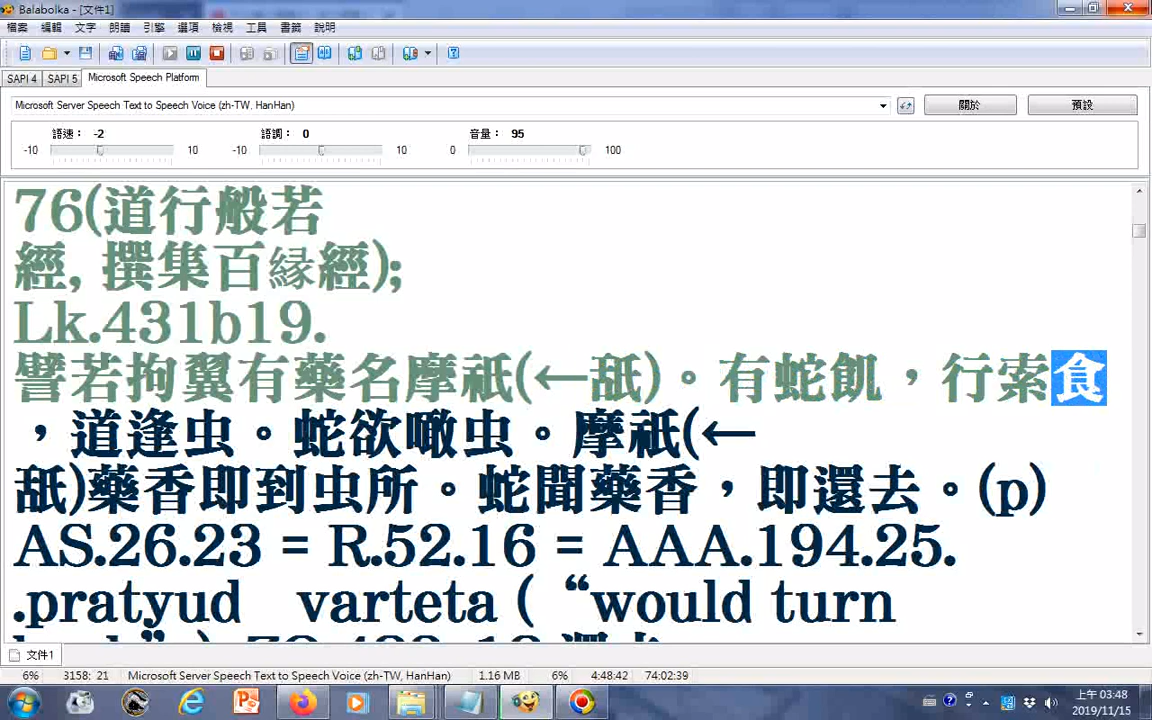 Balabolka - [文件1]
檔案 編輯 文字 朗讀 引擎 選項 檢視 工具 書籤 說明
SAPI 4 SAPI 5 Microsoft Speech Platform
Microsoft Server Speech Text to Speech Voice (zh-TW, HanHan) 關於 預設
語速： -2 語調： 0 音量： 95
-10 10 -10 10 0 100
76(道行般若
經, 撰集百緣經);
Lk.431b19.
譬若拘翼有藥名摩祇(←舐)。有蛇飢，行索食
，道逢虫。蛇欲噉虫。摩祇(←
舐)藥香即到虫所。蛇聞藥香，即還去。(p)
AS.26.23 = R.52.16 = AAA.194.25.
.pratyud varteta (“would turn
文件1
6% 3158: 21 Microsoft Server Speech Text to Speech Voice (zh-TW, HanHan) 1.16 MB 6% 4:48:42 74:02:39
上午 03:48
2019/11/15